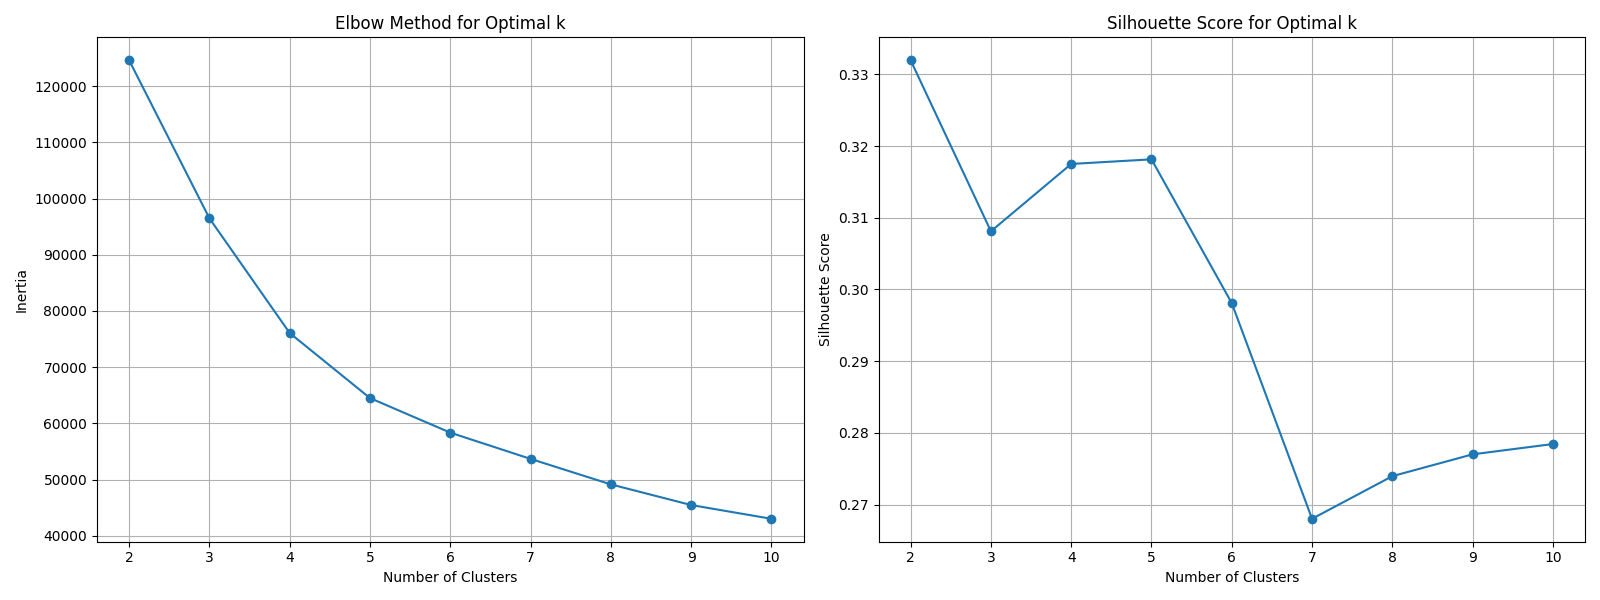 Elbow Method for Optimal k
120000
110000
100000
90000
80000
70000
60000
50000
40000
Inertia
2 3 4 5 6 7 8 9 10
Number of Clusters
Silhouette Score for Optimal k
0.33
0.32
0.31
0.30
0.29
0.28
0.27
Silhouette Score
2 3 4 5 6 7 8 9 10
Number of Clusters